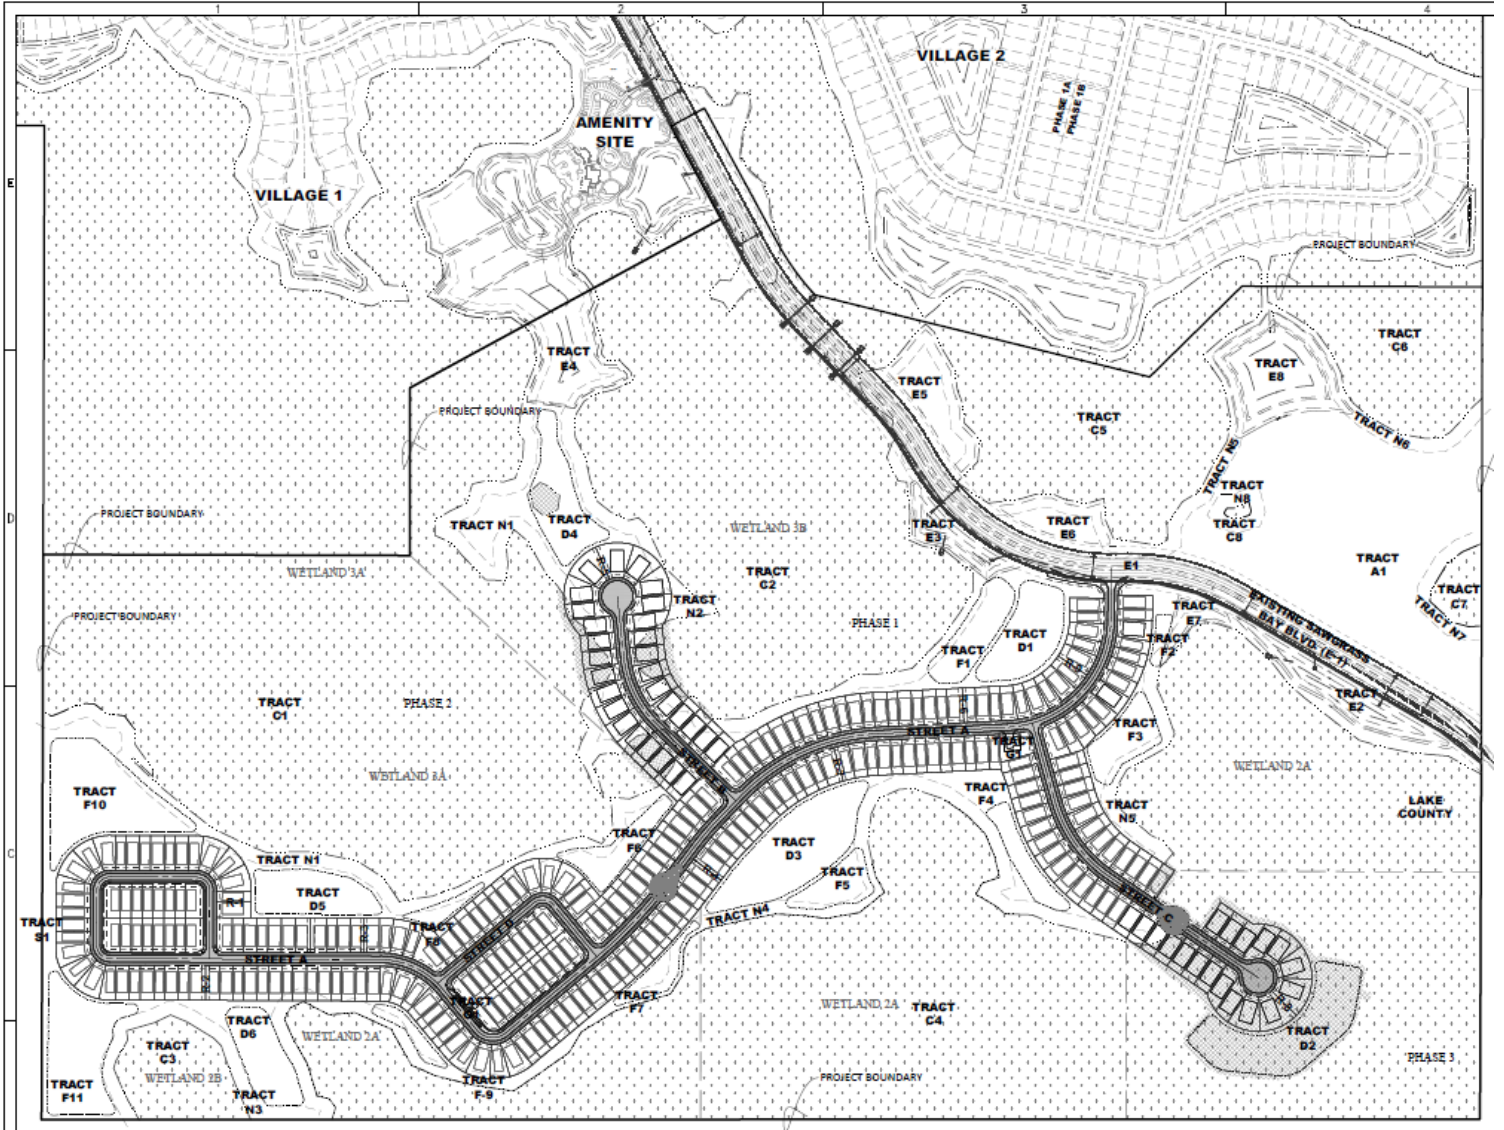 1
2
3
4
E
D
C
VILLAGE 2
PHASE 1A
PHASE 1B
AMENITY
SITE
VILLAGE 1
PROJECT BOUNDARY
TRACT
C6
TRACT
E4
TRACT
E8
TRACT
E5
PROJECT BOUNDARY
TRACT
C5
TRACT N6
TRACT N5
TRACT
N8
PROJECT BOUNDARY
TRACT N1
TRACT
D4
WETLAND 3B
TRACT
E3
TRACT
E6
TRACT
C8
WETLAND 3A
TRACT
C2
E1
TRACT
A1
TRACT
C7
TRACT N7
PROJECT BOUNDARY
TRACT
N2
PHASE 1
TRACT
E7
EXISTING SAWGRASS
BAY BLVD. (E-1)
TRACT
F1
TRACT
D1
TRACT
F2
TRACT
C1
PHASE 2
TRACT
E2
STREET A
TRACT
G1
TRACT
F3
STREET B
WETLAND 3A
WETLAND 2A
TRACT
F10
TRACT
F4
TRACT
N5
LAKE
COUNTY
TRACT
F6
TRACT
D3
TRACT N1
TRACT
F5
TRACT
D5
R-1
STREET C
TRACT N4
TRACT
S1
TRACT
F8
STREET D
STREET A
R-2
TRACT
F7
WETLAND 2A
TRACT
C4
TRACT
D6
WETLAND 2A
TRACT
D2
TRACT
C3
WETLAND 2B
PHASE 3
TRACT
F11
TRACT
N3
TRACT
F-9
PROJECT BOUNDARY